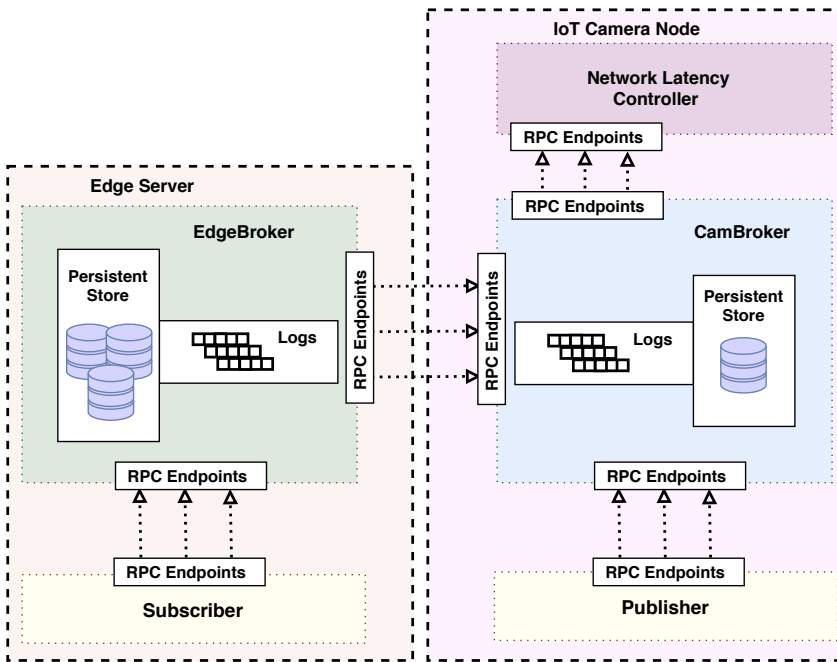 IoT Camera Node
Network Latency
Controller
RPC Endpoints
RPC Endpoints
Edge Server
EdgeBroker
CamBroker
Persistent
Store
Logs
RPC Endpoints
RPC Endpoints
Logs
Persistent
Store
RPC Endpoints
RPC Endpoints
RPC Endpoints
RPC Endpoints
Subscriber
Publisher